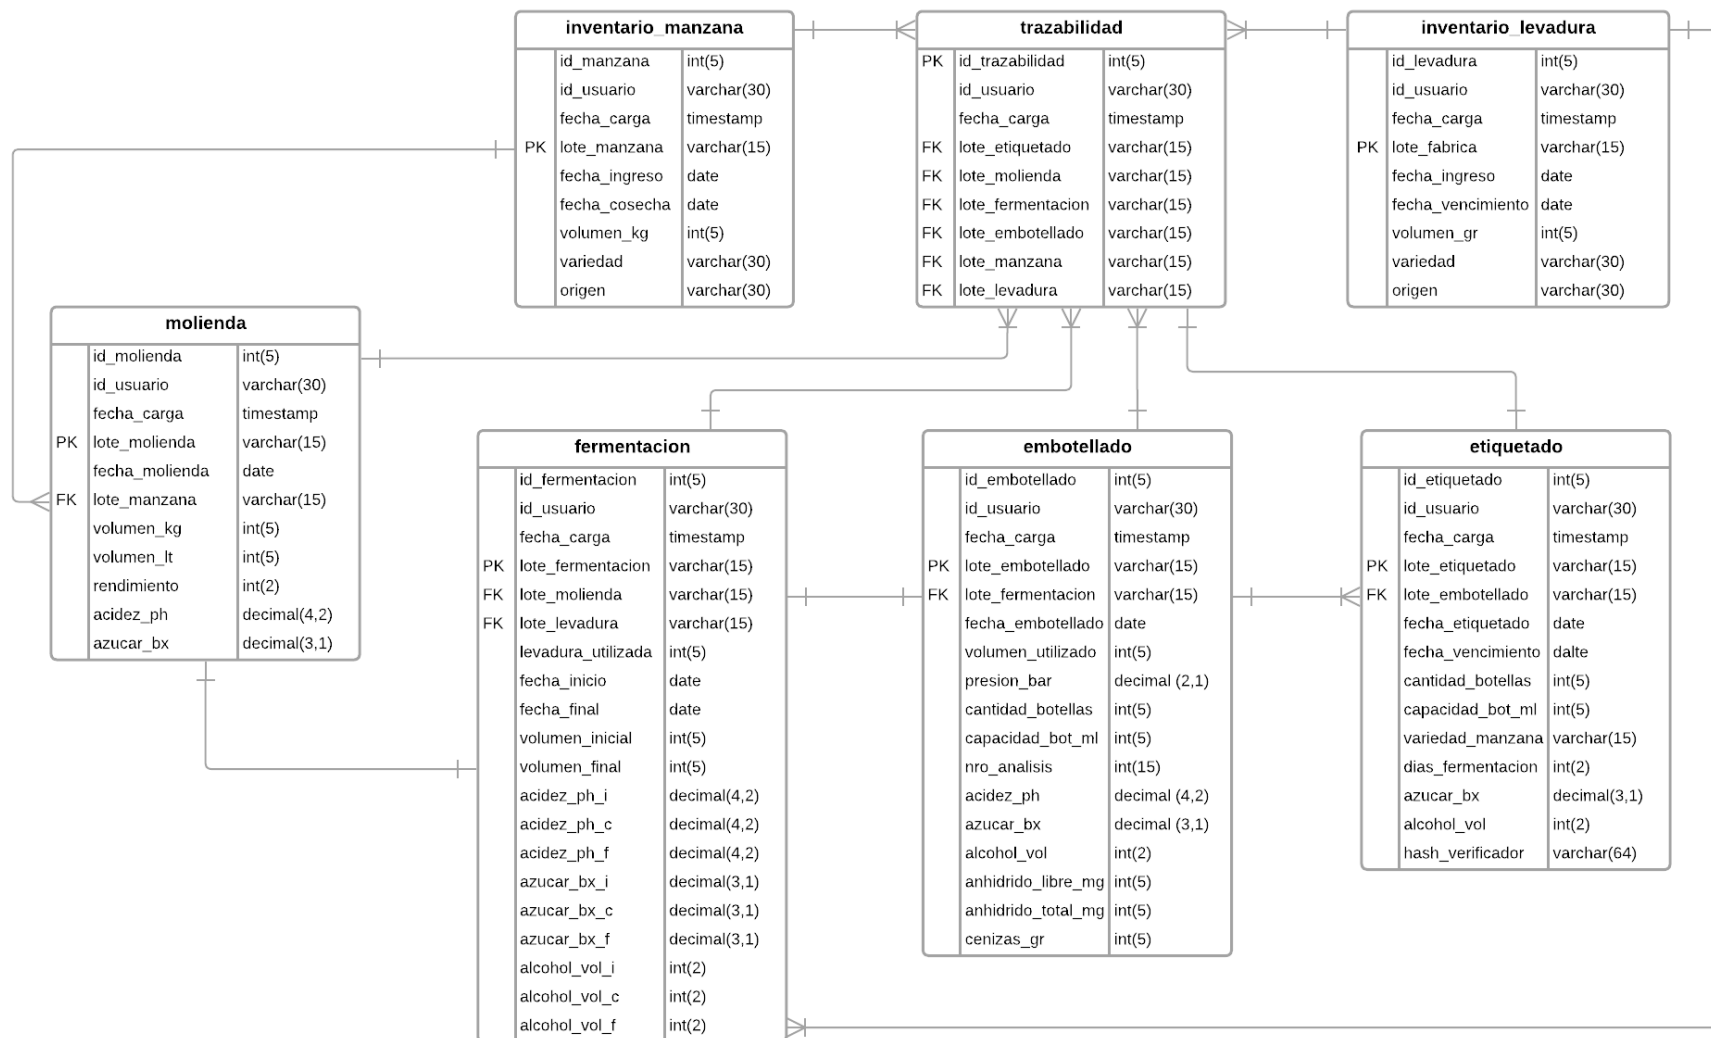 inventario_manzana
id_manzana int(5)
id_usuario varchar(30)
fecha_carga timestamp
PK lote_manzana varchar(15)
fecha_ingreso date
fecha_cosecha date
volumen_kg int(5)
variedad varchar(30)
origen varchar(30)
trazabilidad
PK id_trazabilidad int(5)
id_usuario varchar(30)
fecha_carga timestamp
FK lote_etiquetado varchar(15)
FK lote_molienda varchar(15)
FK lote_fermentacion varchar(15)
FK lote_embotellado varchar(15)
FK lote_manzana varchar(15)
FK lote_levadura varchar(15)
inventario_levadura
id_levadura int(5)
id_usuario varchar(30)
fecha_carga timestamp
PK lote_fabrica varchar(15)
fecha_ingreso date
fecha_vencimiento date
volumen_gr int(5)
variedad varchar(30)
origen varchar(30)
molienda
id_molienda int(5)
id_usuario varchar(30)
fecha_carga timestamp
PK lote_molienda varchar(15)
fecha_molienda date
FK lote_manzana varchar(15)
volumen_kg int(5)
volumen_lt int(5)
rendimiento int(2)
acidez_ph decimal(4,2)
azucar_bx decimal(3,1)
fermentacion
id_fermentacion int(5)
id_usuario varchar(30)
fecha_carga timestamp
PK lote_fermentacion varchar(15)
FK lote_molienda varchar(15)
FK lote_levadura varchar(15)
levadura_utilizada int(5)
fecha_inicio date
fecha_final date
volumen_inicial int(5)
volumen_final int(5)
acidez_ph_i decimal(4,2)
acidez_ph_c decimal(4,2)
acidez_ph_f decimal(4,2)
azucar_bx_i decimal(3,1)
azucar_bx_c decimal(3,1)
azucar_bx_f decimal(3,1)
alcohol_vol_i int(2)
alcohol_vol_c int(2)
alcohol_vol_f int(2)
embotellado
id_embotellado int(5)
id_usuario varchar(30)
fecha_carga timestamp
PK lote_embotellado varchar(15)
FK lote_fermentacion varchar(15)
fecha_embotellado date
volumen_utilizado int(5)
presion_bar decimal (2,1)
cantidad_botellas int(5)
capacidad_bot_ml int(5)
nro_analisis int(15)
acidez_ph decimal (4,2)
azucar_bx decimal (3,1)
alcohol_vol int(2)
anhidrido_libre_mg int(5)
anhidrido_total_mg int(5)
cenizas_gr int(5)
etiquetado
id_etiquetado int(5)
id_usuario varchar(30)
fecha_carga timestamp
PK lote_etiquetado varchar(15)
FK lote_embotellado varchar(15)
fecha_etiquetado date
fecha_vencimiento dalte
cantidad_botellas int(5)
capacidad_bot_ml int(5)
variedad_manzana varchar(15)
dias_fermentacion int(2)
azucar_bx decimal(3,1)
alcohol_vol int(2)
hash_verificador varchar(64)